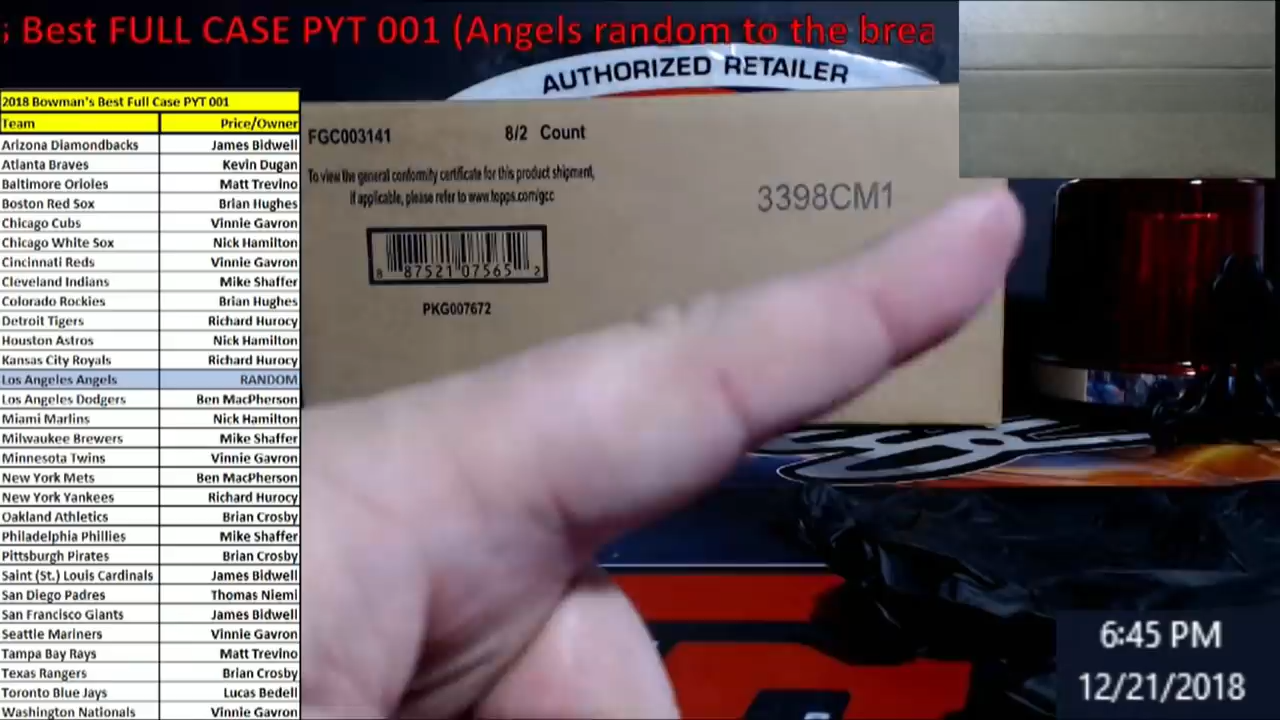 s Best FULL CASE PYT 001 (Angels random to the brea
AUTHORIZED RETAILER
2018 Bowman's Best Full Case PYT 001
Team Price/Owner
Arizona Diamondbacks James Bidwell
Atlanta Braves Kevin Dugan
Baltimore Orioles Matt Trevino
Boston Red Sox Brian Hughes
Chicago Cubs Vinnie Gavron
Chicago White Sox Nick Hamilton
Cincinnati Reds Vinnie Gavron
Cleveland Indians Mike Shaffer
Colorado Rockies Brian Hughes
Detroit Tigers Richard Hurocy
Houston Astros Nick Hamilton
Kansas City Royals Richard Hurocy
Los Angeles Angels RANDOM
Los Angeles Dodgers Ben MacPherson
Miami Marlins Nick Hamilton
Milwaukee Brewers Mike Shaffer
Minnesota Twins Vinnie Gavron
New York Mets Ben MacPherson
New York Yankees Richard Hurocy
Oakland Athletics Brian Crosby
Philadelphia Phillies Mike Shaffer
Pittsburgh Pirates Brian Crosby
Saint (St.) Louis Cardinals James Bidwell
San Diego Padres Thomas Niemi
San Francisco Giants James Bidwell
Seattle Mariners Vinnie Gavron
Tampa Bay Rays Matt Trevino
Texas Rangers Brian Crosby
Toronto Blue Jays Lucas Bedell
Washington Nationals Vinnie Gavron
FGC003141 8/2 Count
To view the general conformity certificate for this product shipment,
if applicable, please refer to www.topps.com/gcc
3398CM1
8 87521 07565 2
PKG007672
6:45 PM
12/21/2018